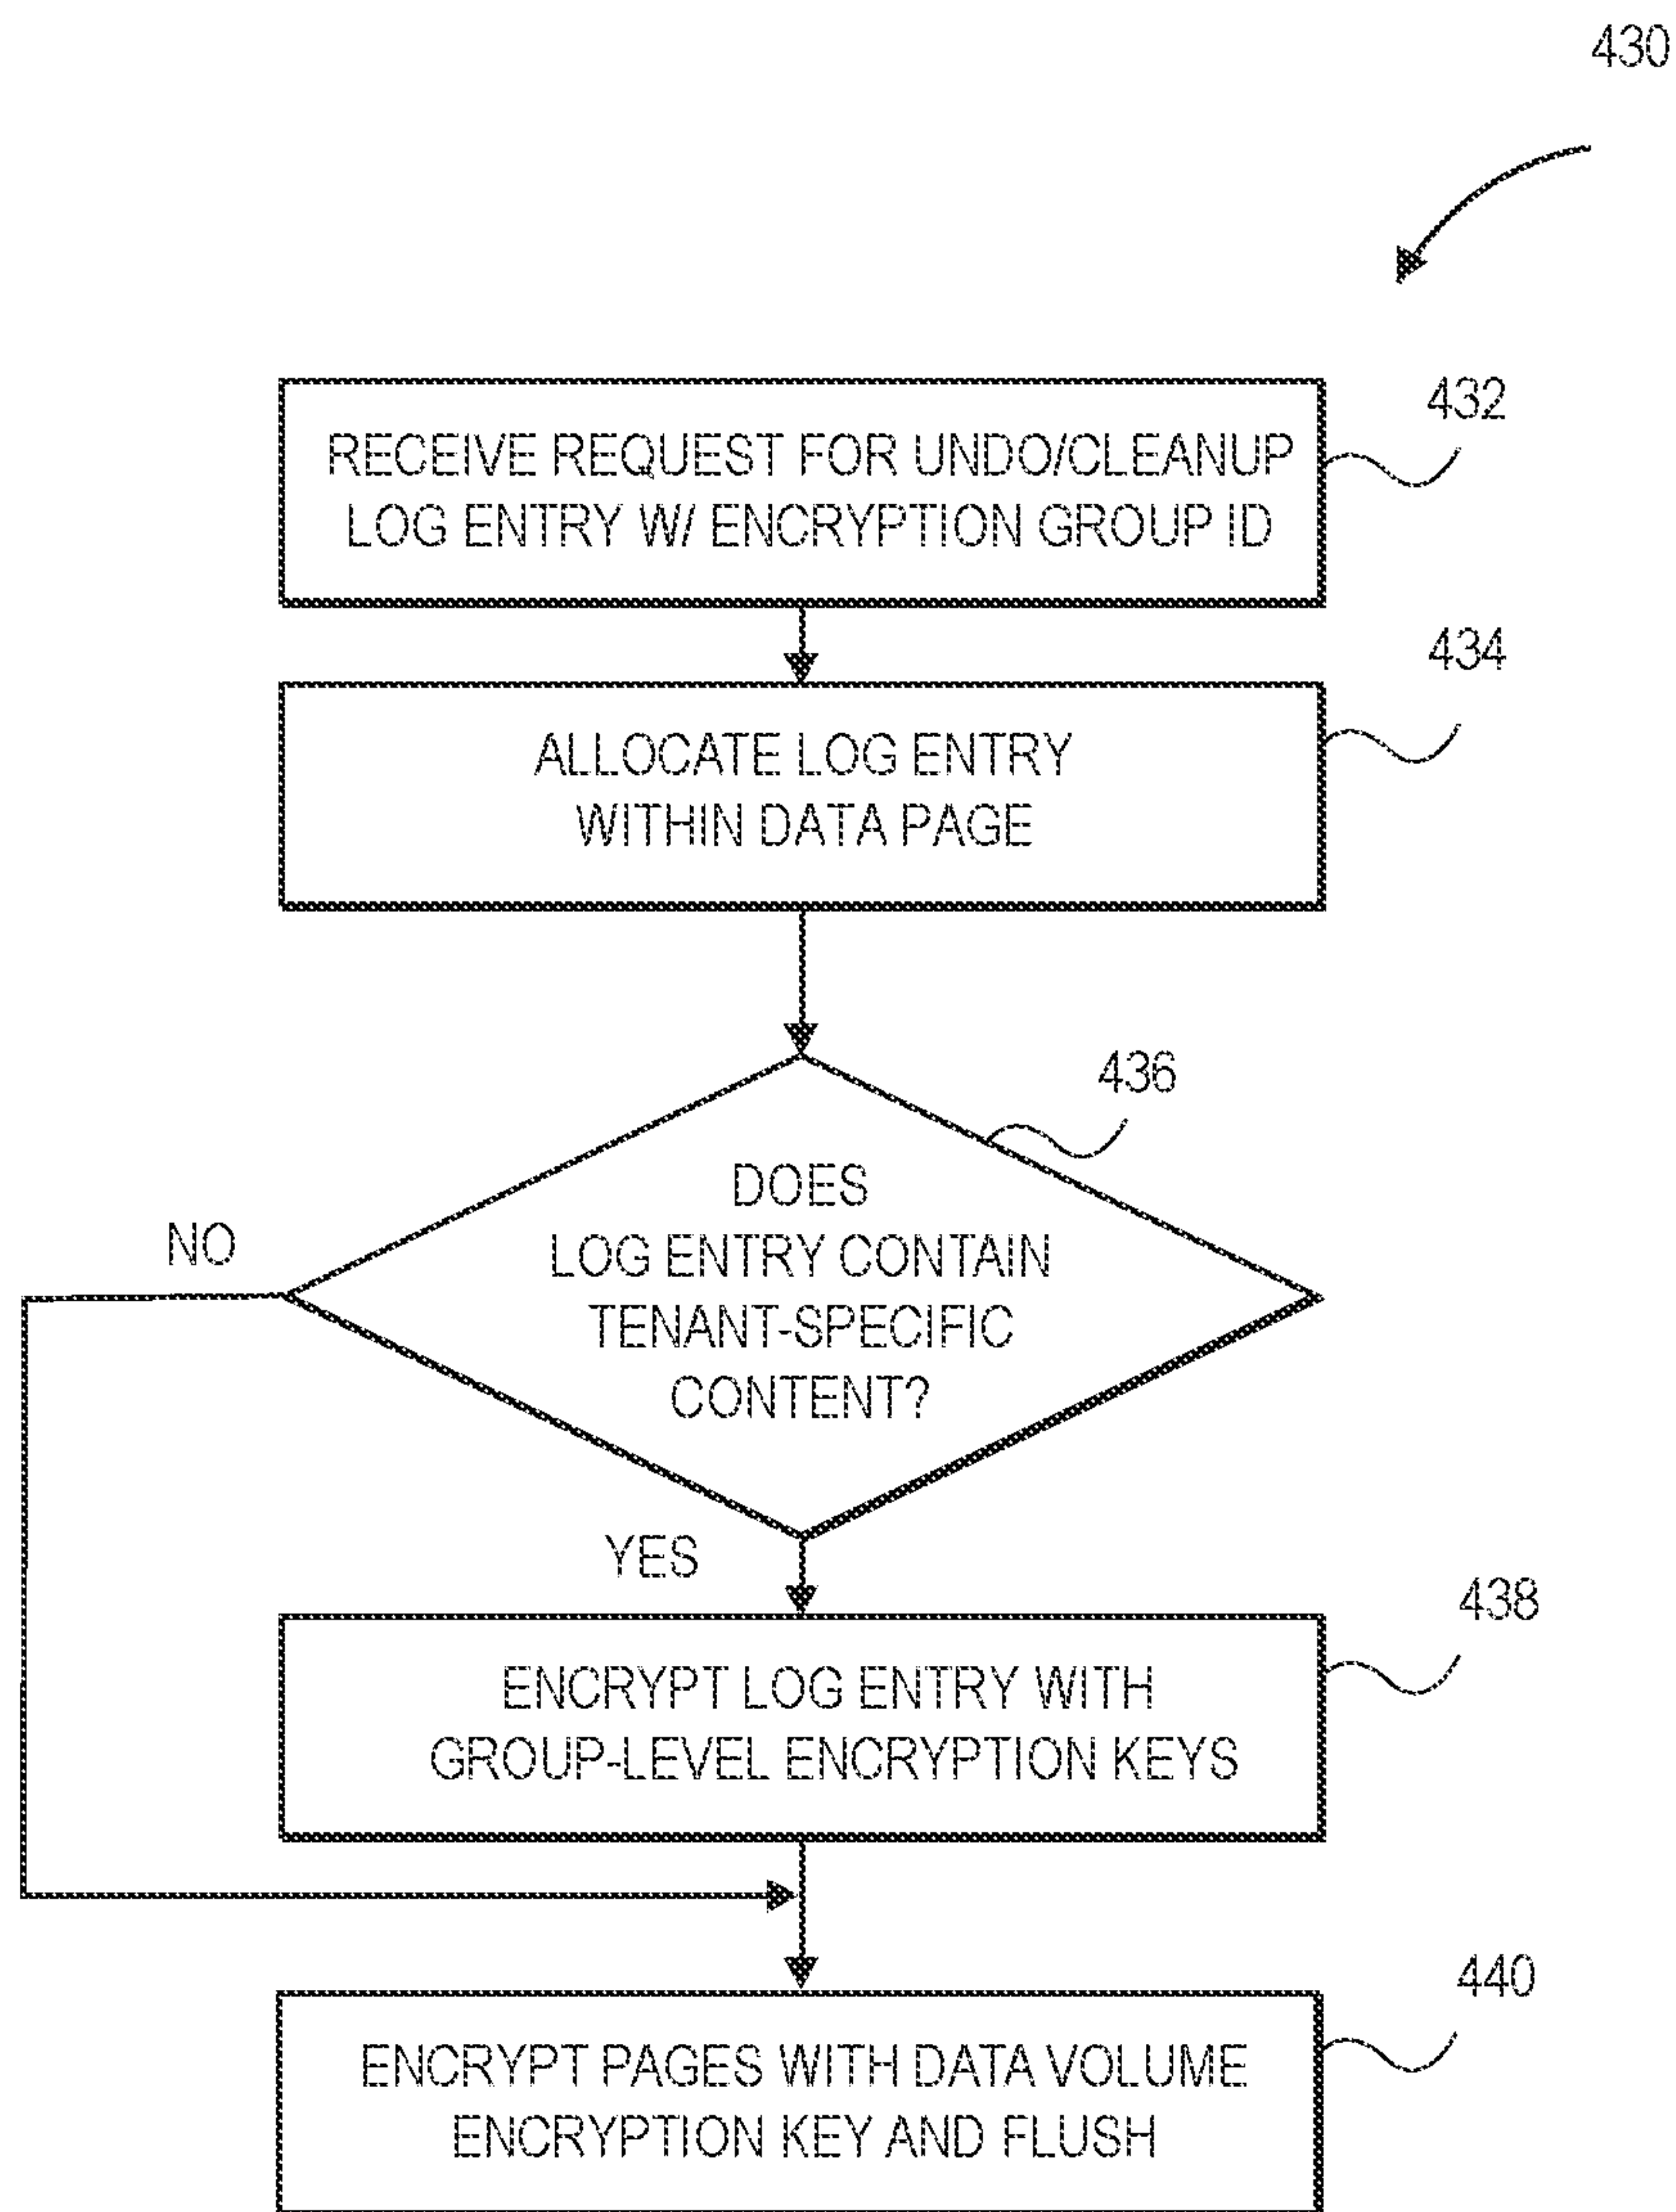 430
432
RECEIVE REQUEST FOR UNDO/CLEANUP
LOG ENTRY W/ ENCRYPTION GROUP ID
434
ALLOCATE LOG ENTRY
WITHIN DATA PAGE
436
DOES
LOG ENTRY CONTAIN
TENANT-SPECIFIC
CONTENT?
NO
YES
438
ENCRYPT LOG ENTRY WITH
GROUP-LEVEL ENCRYPTION KEYS
440
ENCRYPT PAGES WITH DATA VOLUME
ENCRYPTION KEY AND FLUSH